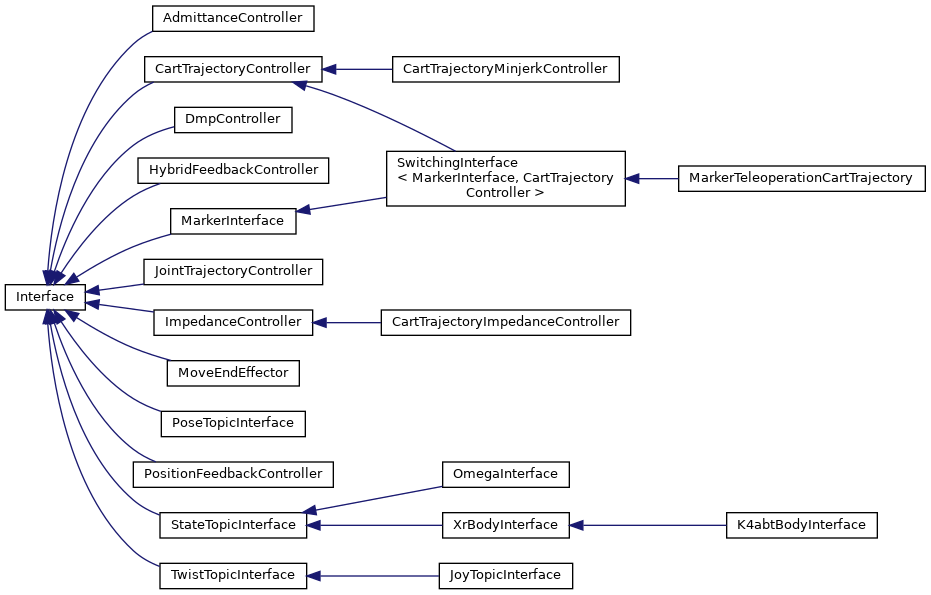 AdmittanceController
CartTrajectoryController
CartTrajectoryMinjerkController
DmpController
SwitchingInterface
< MarkerInterface, CartTrajectory
Controller >
HybridFeedbackController
MarkerTeleoperationCartTrajectory
MarkerInterface
JointTrajectoryController
Interface
ImpedanceController
CartTrajectoryImpedanceController
MoveEndEffector
PoseTopicInterface
PositionFeedbackController
OmegaInterface
StateTopicInterface
XrBodyInterface
K4abtBodyInterface
TwistTopicInterface
JoyTopicInterface